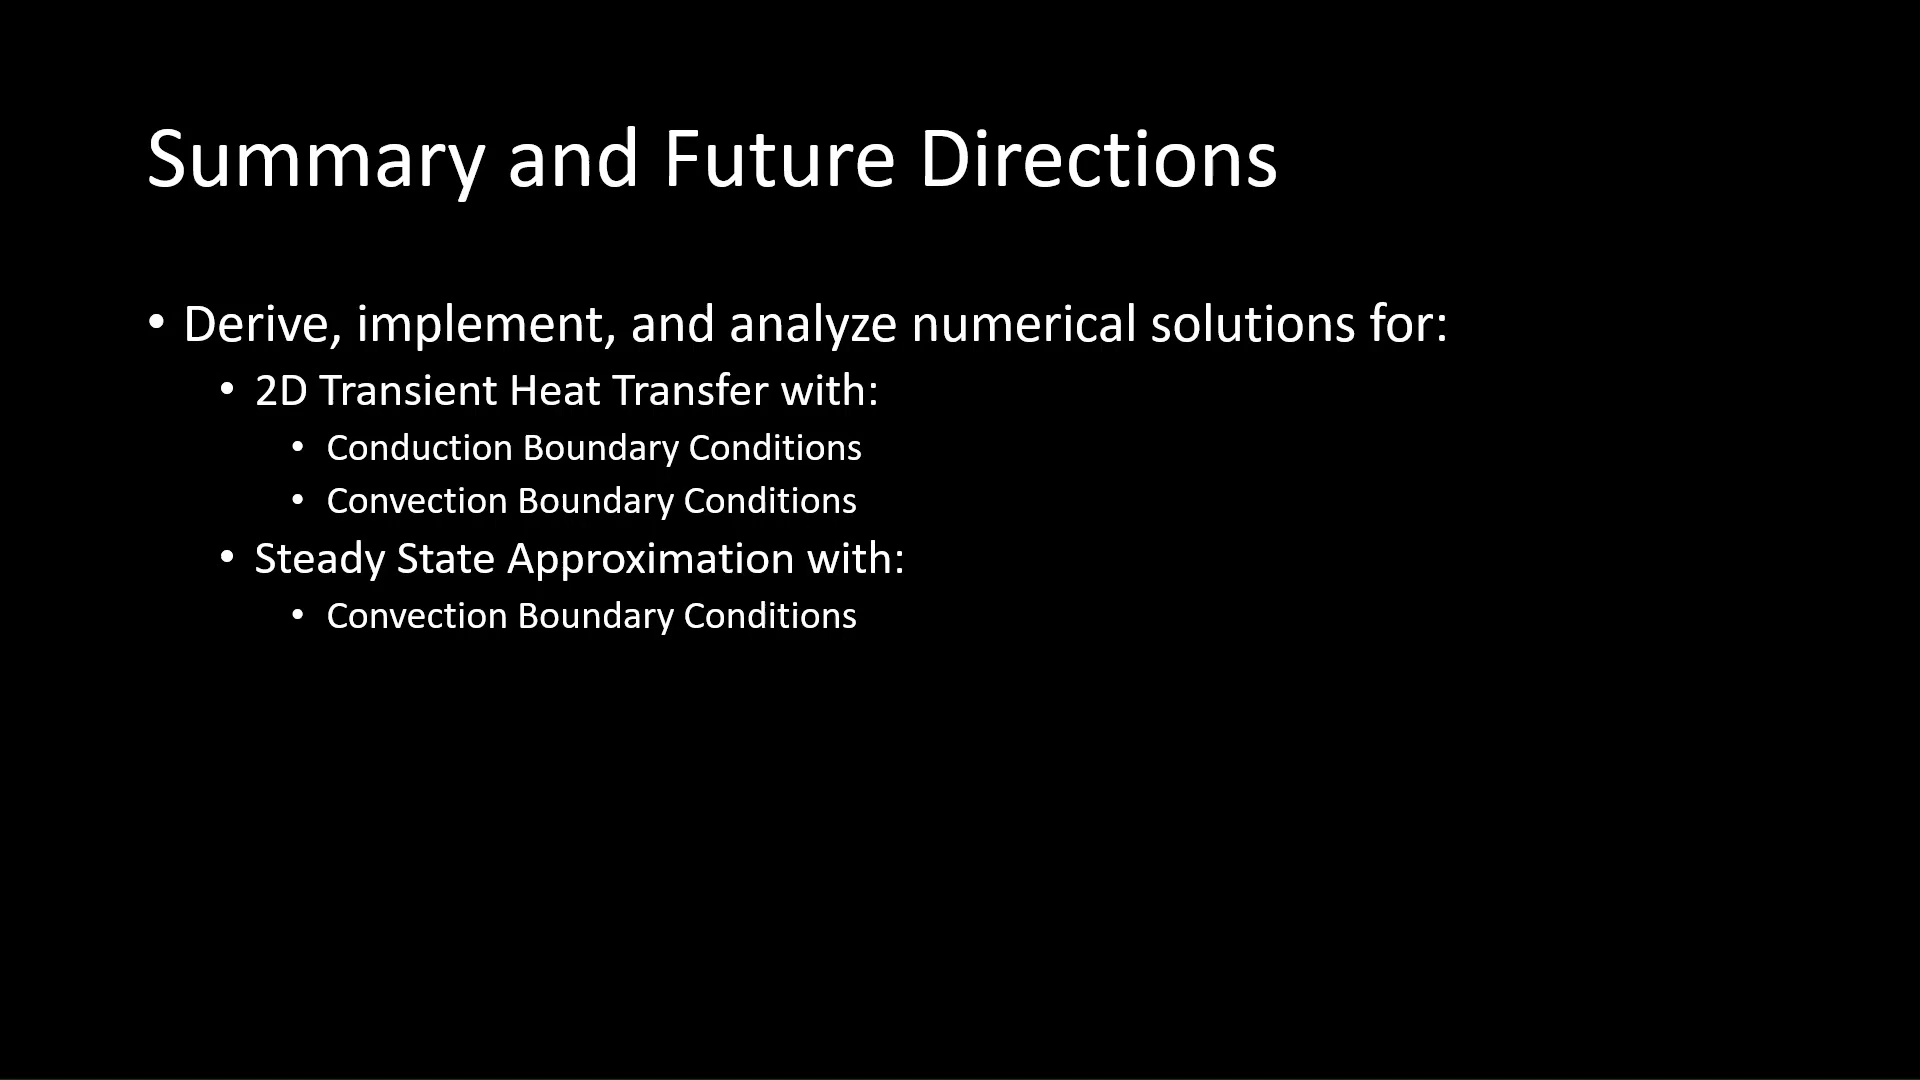 Summary and Future Directions
• Derive, implement, and analyze numerical solutions for:
• 2D Transient Heat Transfer with:
• Conduction Boundary Conditions
• Convection Boundary Conditions
• Steady State Approximation with:
• Convection Boundary Conditions